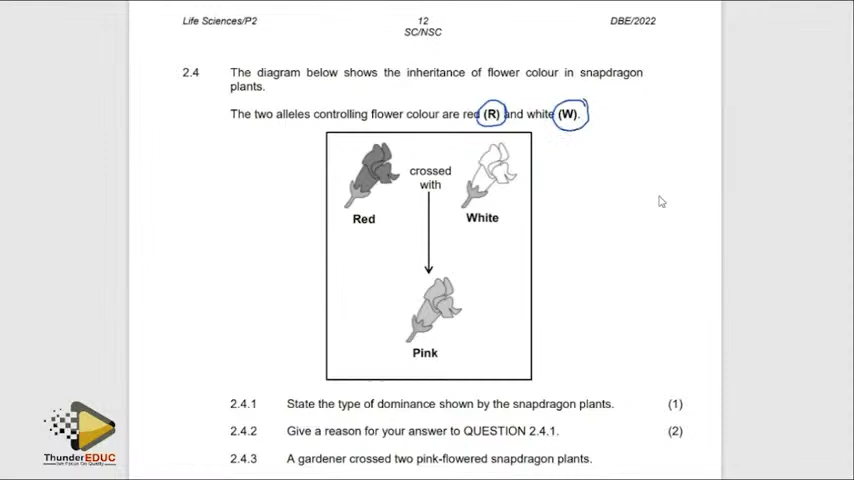 Life Sciences/P2 12 DBE/2022
SC/NSC
2.4 The diagram below shows the inheritance of flower colour in snapdragon
plants.
The two alleles controlling flower colour are red (R) and white (W).
crossed
with
Red White
Pink
2.4.1 State the type of dominance shown by the snapdragon plants. (1)
2.4.2 Give a reason for your answer to QUESTION 2.4.1. (2)
2.4.3 A gardener crossed two pink-flowered snapdragon plants.
ThunderEDUC
We Focus On Quality